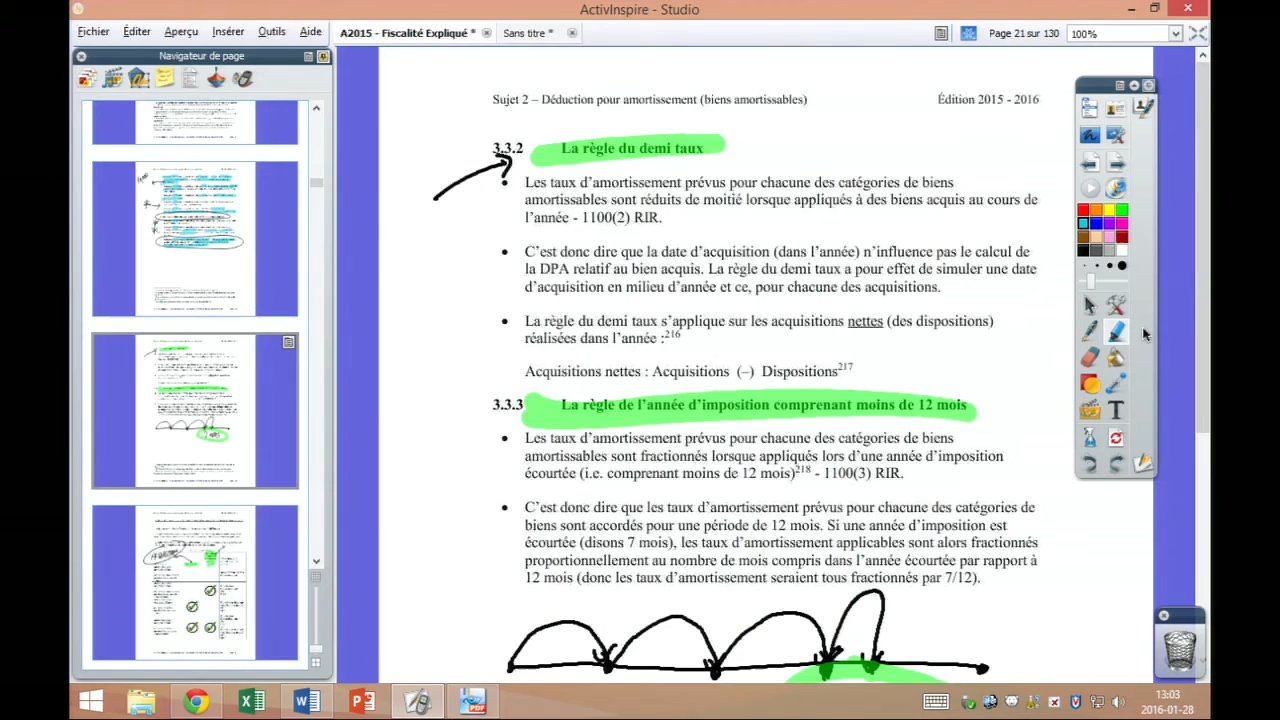 ActivInspire - Studio
Fichier Éditer Aperçu Insérer Outils Aide
A2015 - Fiscalité Expliqué *
Sans titre *
Page 21 sur 130
100%
Navigateur de page
Sujet 2 – Déduction pour amortissement (biens amortissables) Édition 2015 - 2016
3.3.2 La règle du demi taux
Les taux d'amortissement prévus pour chacune des catégories de biens
amortissables sont réduits de moitié lorsque appliqués à des biens acquis au cours de
l'année - 1100(2) RIR.
• C'est donc dire que la date d'acquisition (dans l'année) n'influence pas le calcul de
la DPA relatif au bien acquis. La règle du demi taux a pour effet de simuler une date
d'acquisition en milieu d'année et ce, pour chacune des acquisitions.
• La règle du demi taux s'applique sur les acquisitions nettes (des dispositions)
réalisées dans l'année :216
Acquisitions nettes : Acquisitions (–) Dispositions217
3.3.3 La règle de l'année d'imposition comprenant moins de 12 mois
• Les taux d'amortissement prévus pour chacune des catégories de biens
amortissables sont fractionnés lorsque appliqués lors d'une année d'imposition
écourtée (i.e. comprenant moins de 12 mois)218 - 1100(3) RIR.
• C'est donc dire que les taux d'amortissement prévus pour chacune des catégories de
biens sont accordés pour une période de 12 mois. Si une année d'imposition est
écourtée (disons 7 mois), les taux d'amortissement applicables sont alors fractionnés
proportionnellement au nombre de mois compris dans l'année écourtée par rapport à
12 mois (donc les taux d'amortissement seraient tous fractionnés par 7/12).
13:03
2016-01-28